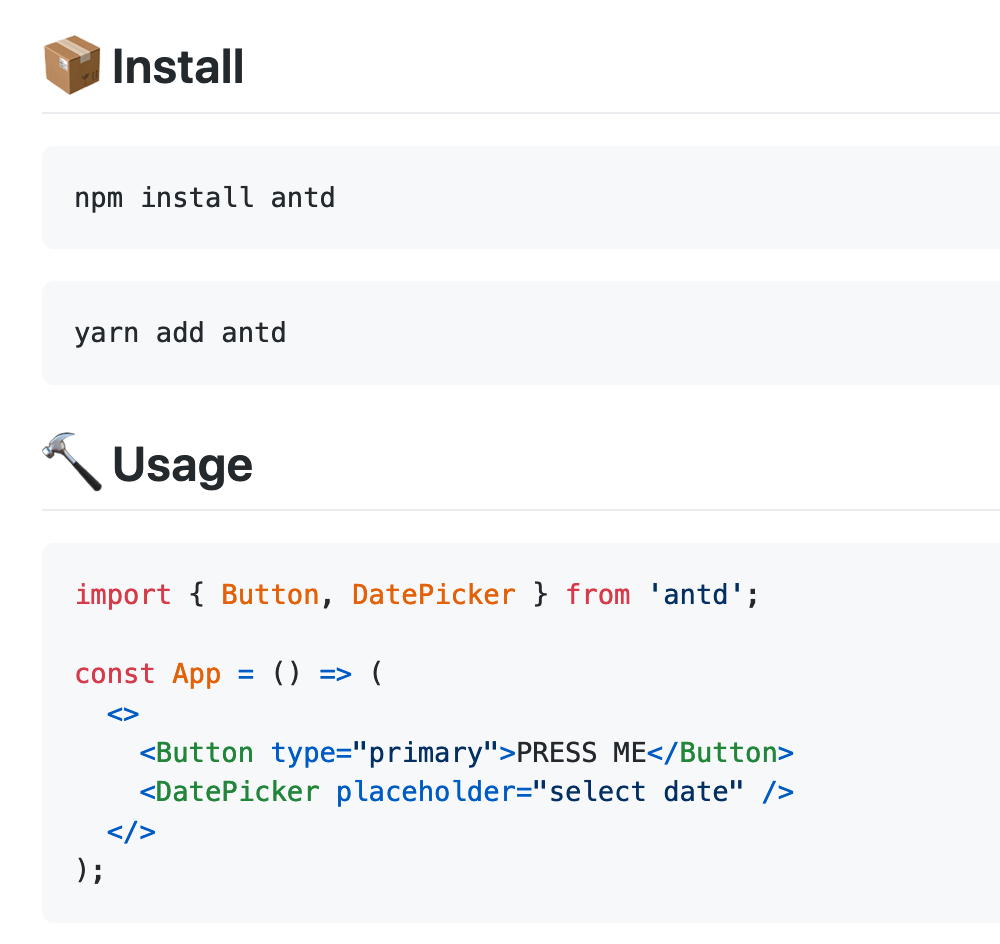 📦 Install
npm install antd
yarn add antd
🔨 Usage
import { Button, DatePicker } from 'antd';
const App = () => (
  <>
    <Button type="primary">PRESS ME</Button>
    <DatePicker placeholder="select date" />
  </>
);